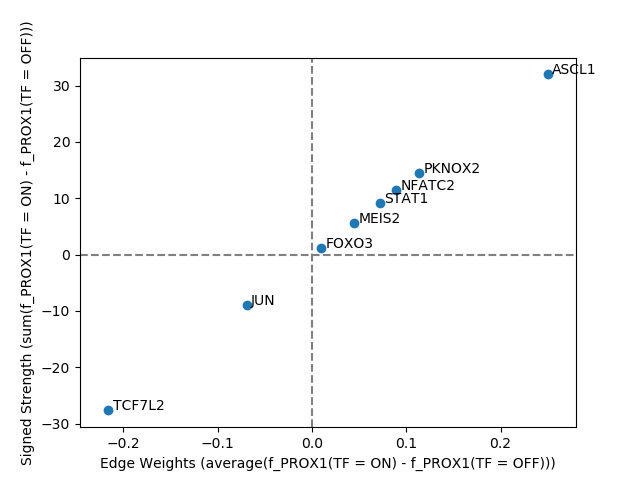 Signed Strength (sum(f_PROX1(TF = ON) - f_PROX1(TF = OFF)))
30
20
10
0
−10
−20
−30
ASCL1
PKNOX2
NFATC2
STAT1
MEIS2
FOXO3
JUN
TCF7L2
−0.2
−0.1
0.0
0.1
0.2
Edge Weights (average(f_PROX1(TF = ON) - f_PROX1(TF = OFF)))